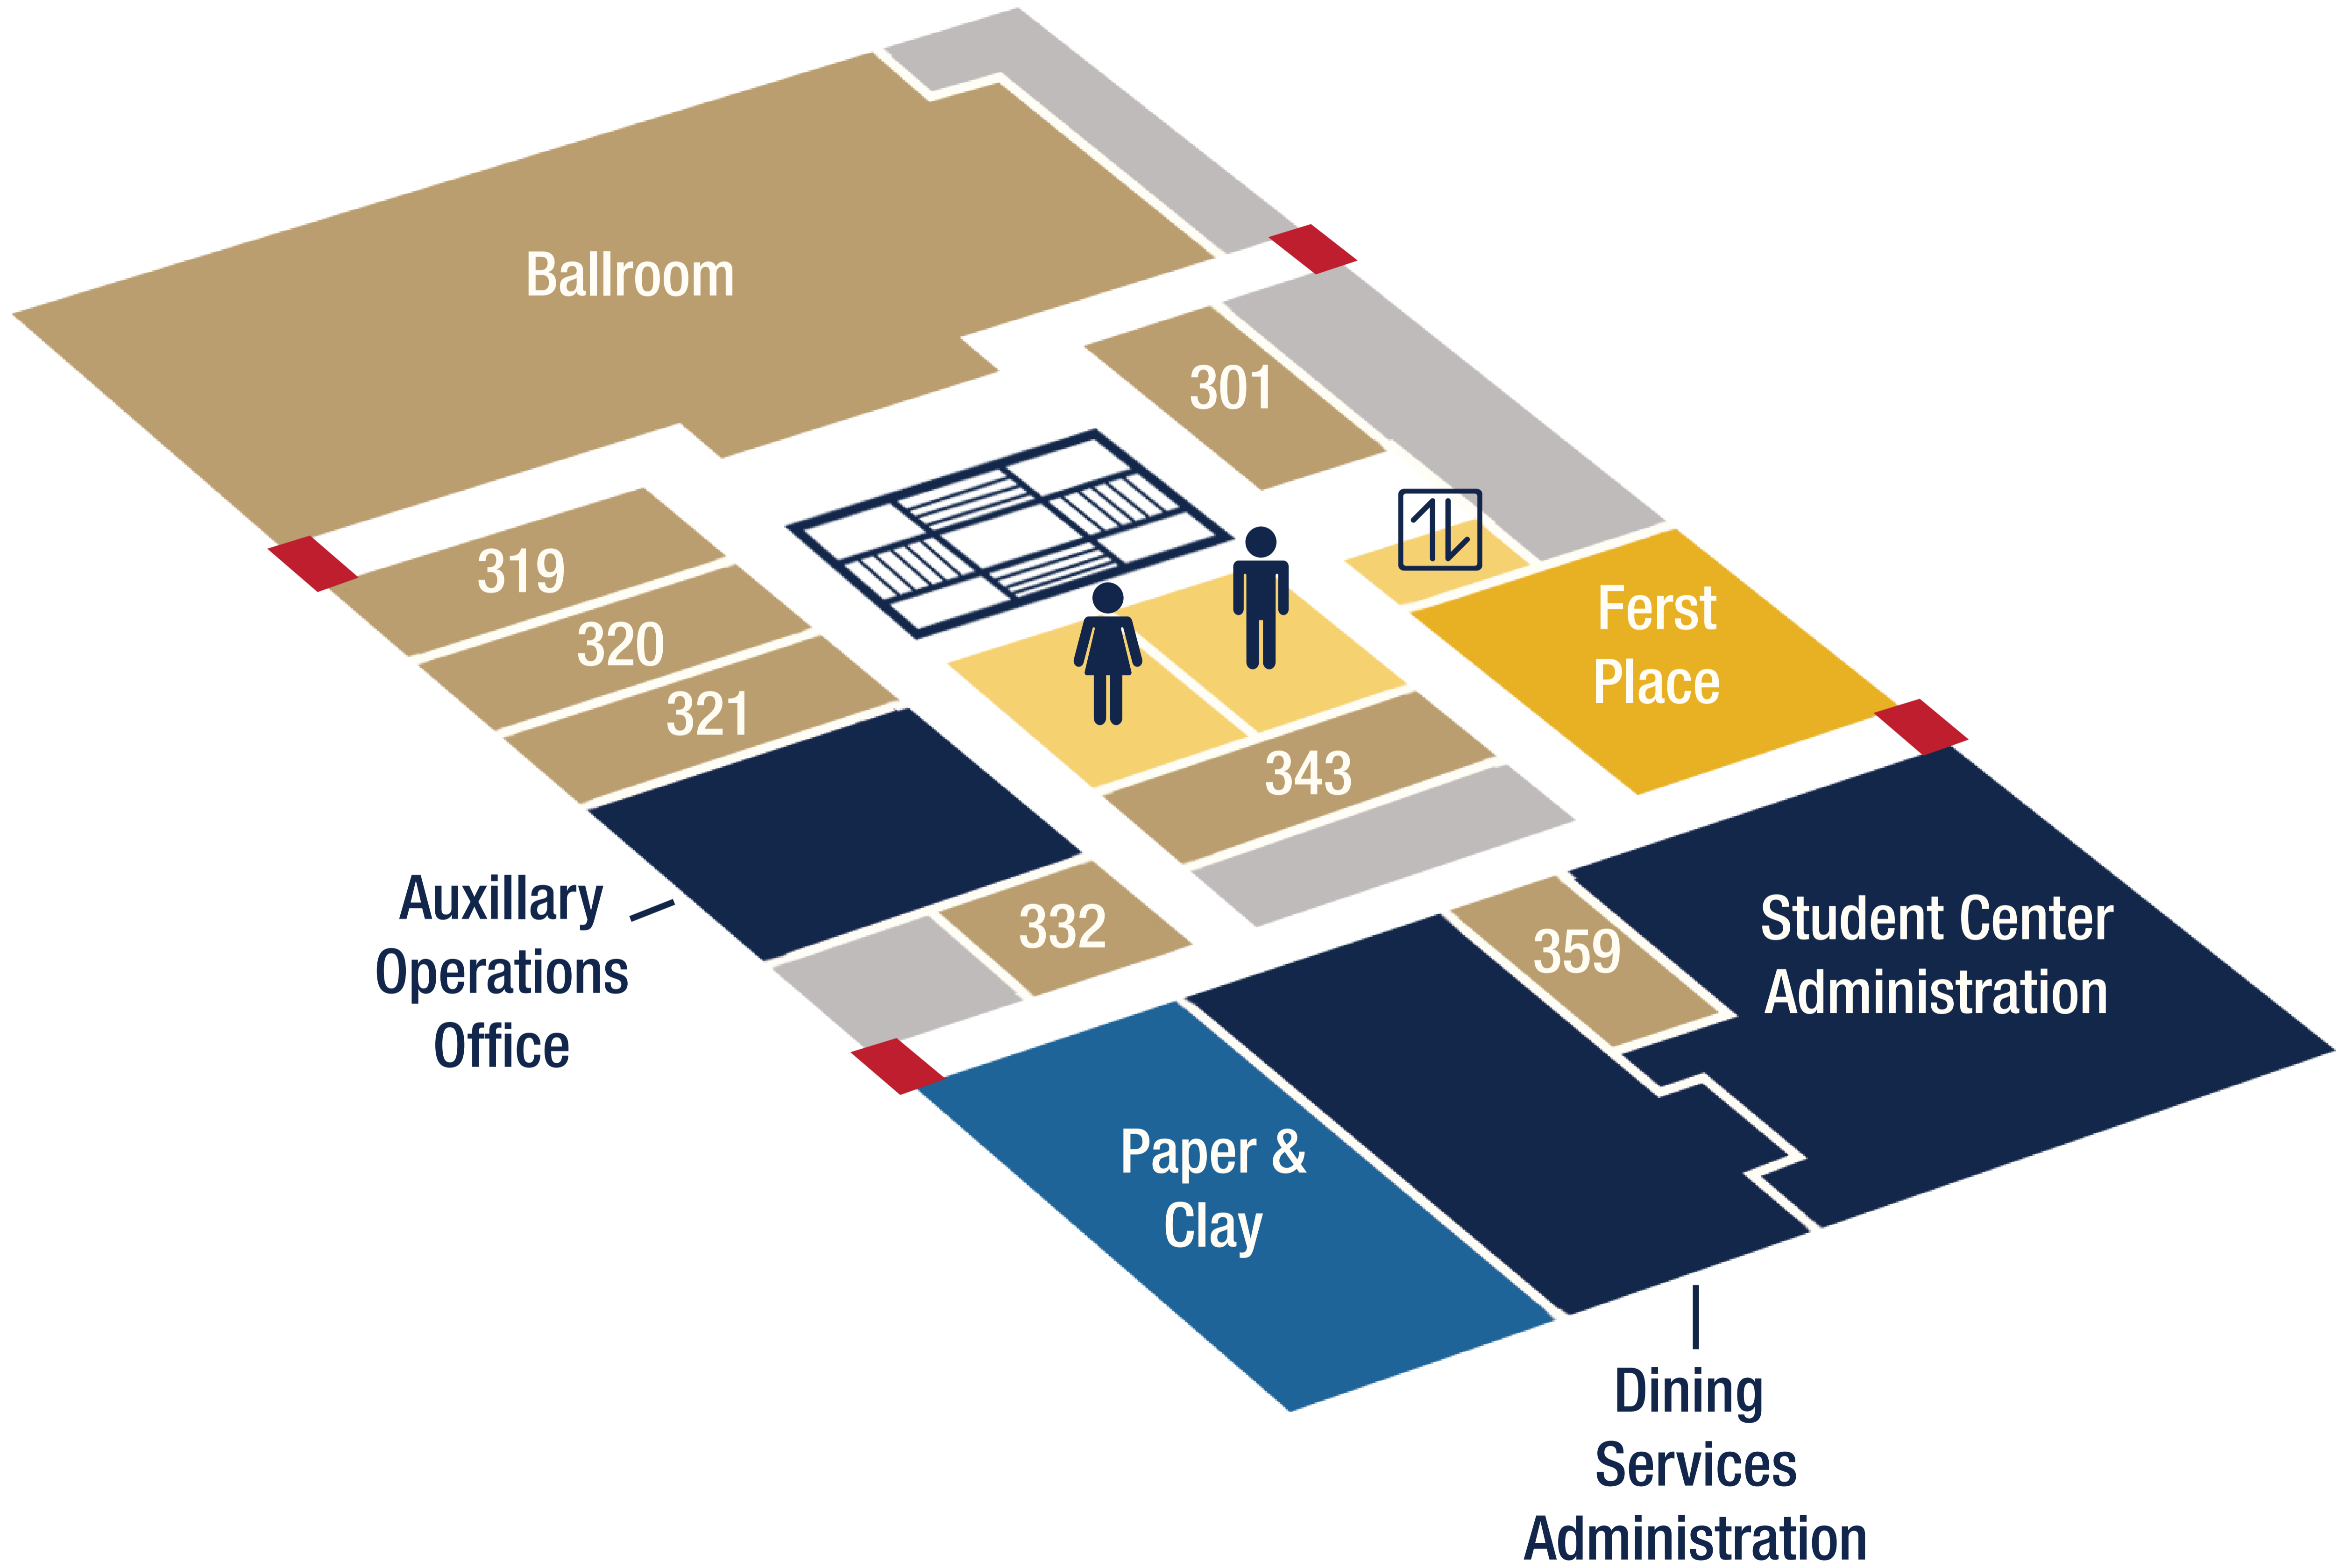 Ballroom
301
319
320
321
Ferst
Place
343
Auxillary
Operations
Office
332
359
Student Center
Administration
Paper &
Clay
Dining
Services
Administration